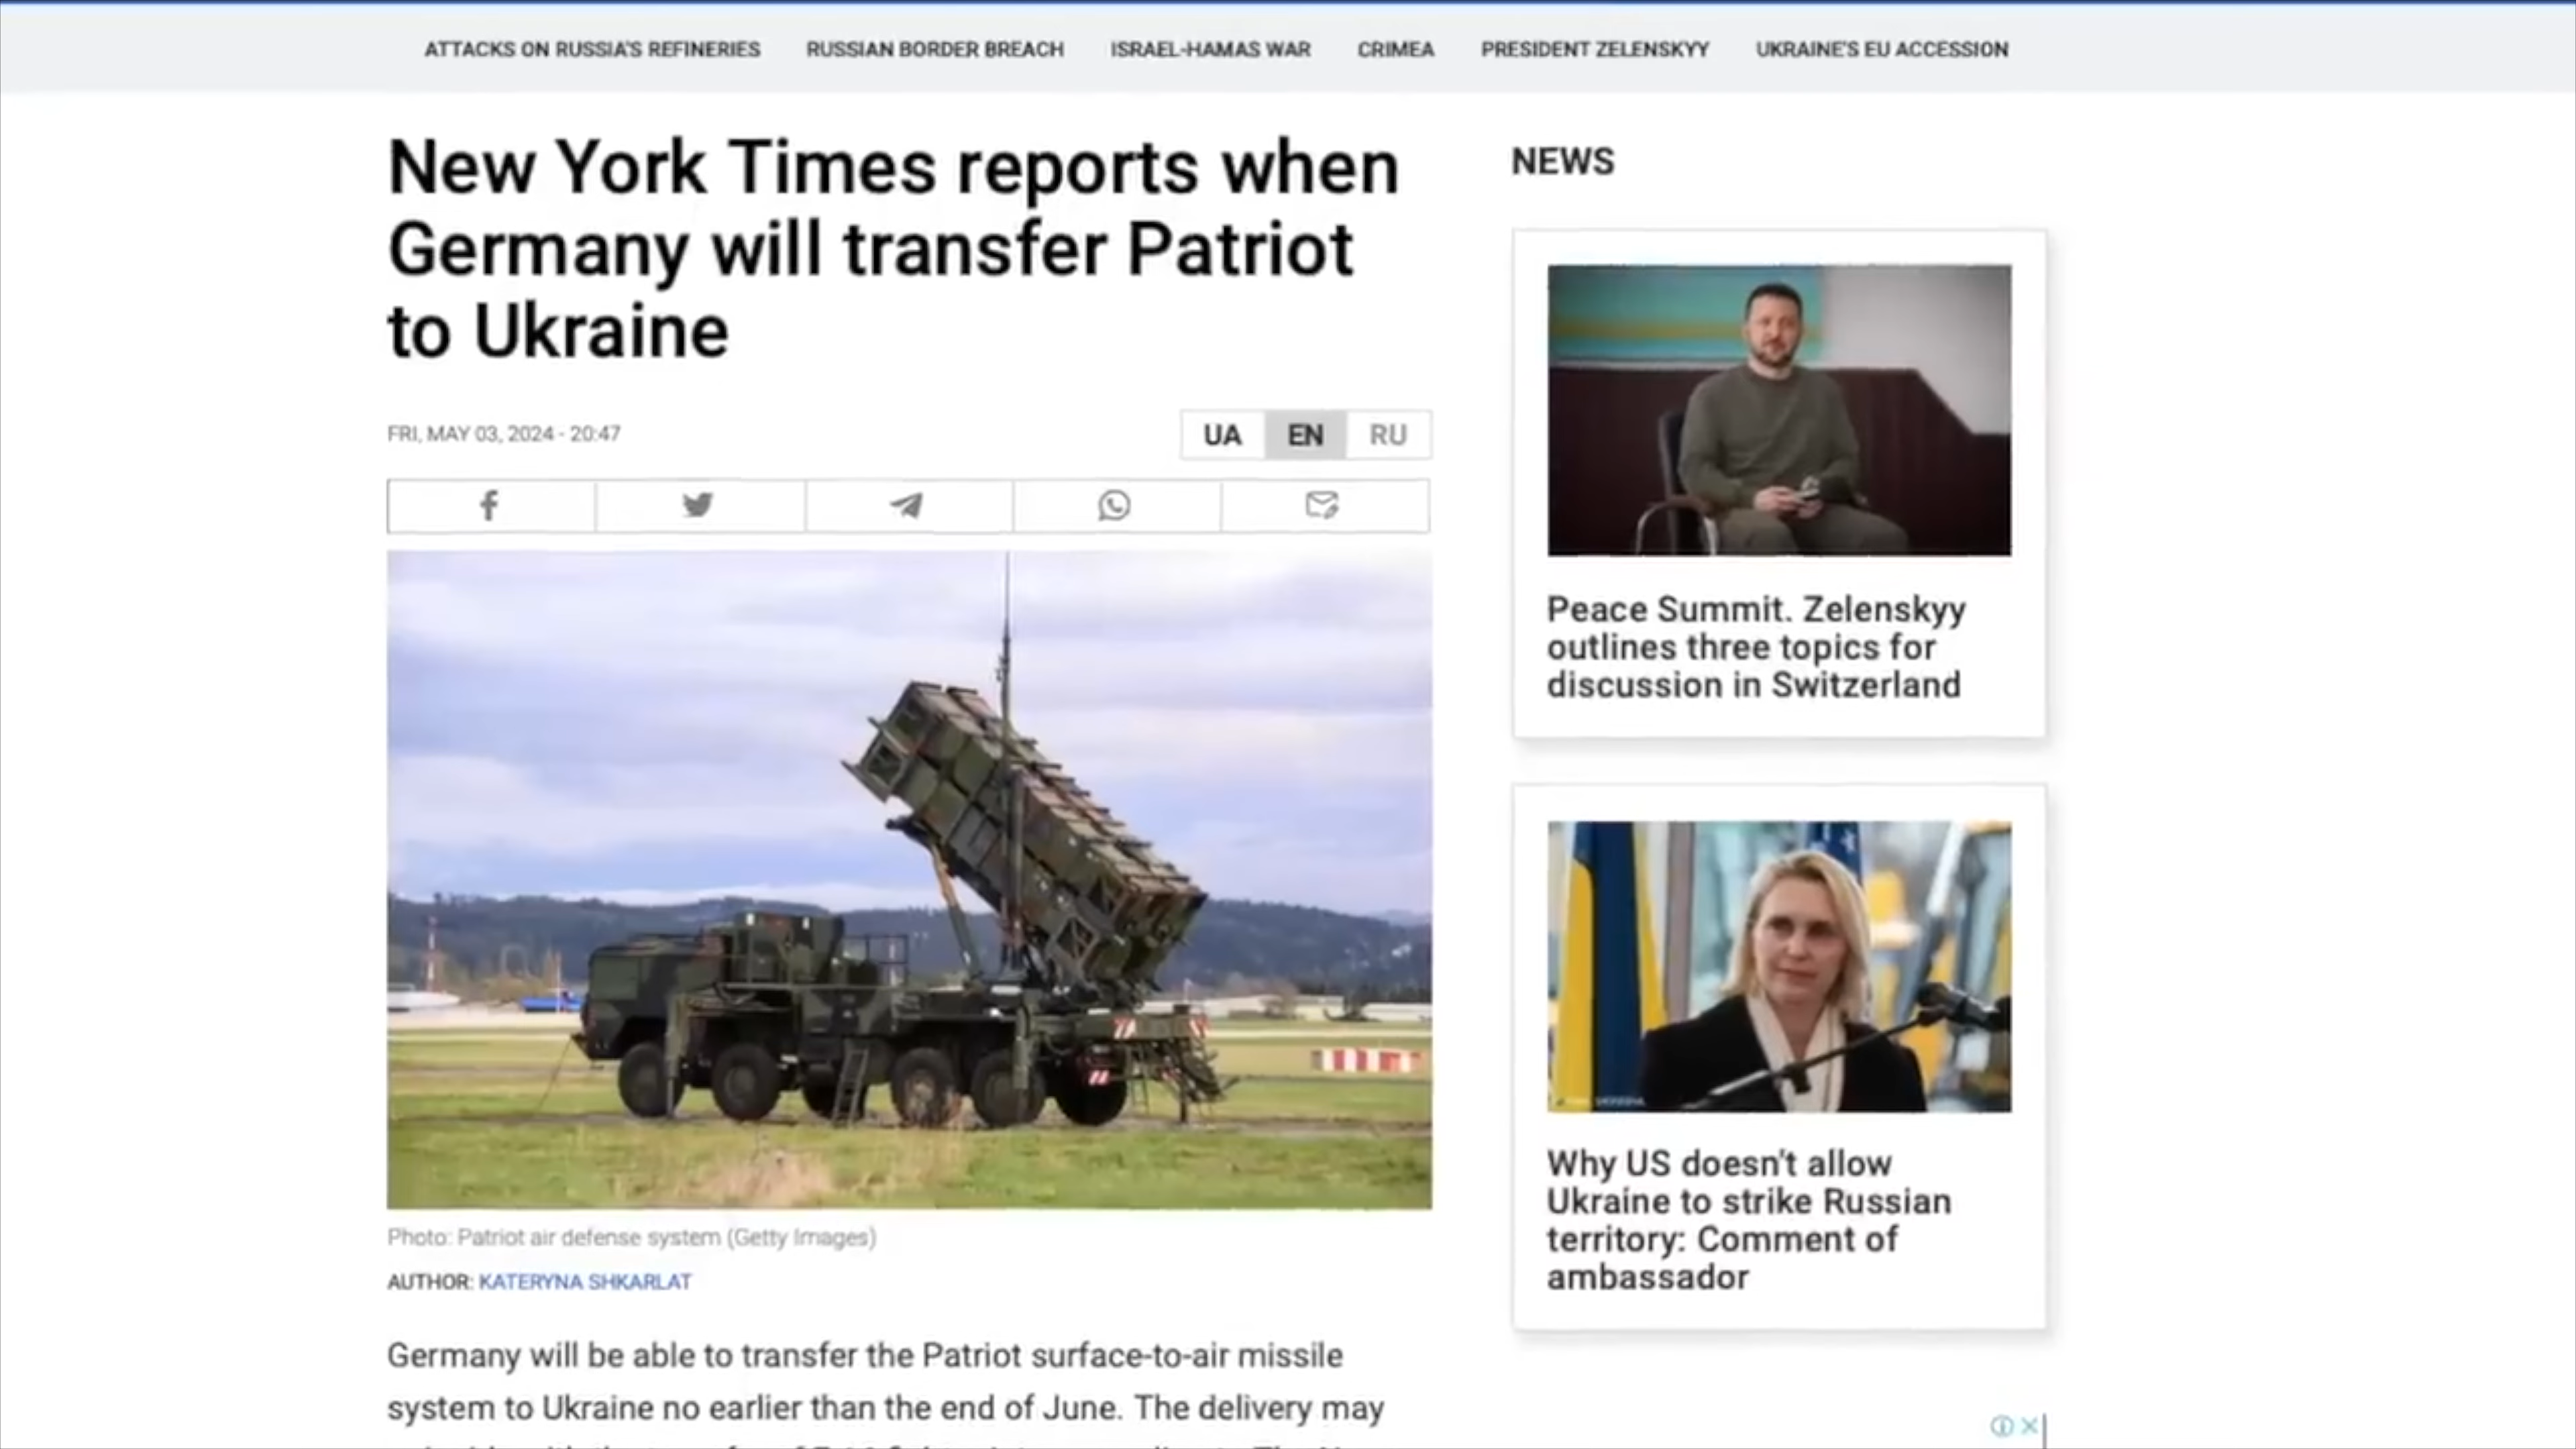 ATTACKS ON RUSSIA'S REFINERIES RUSSIAN BORDER BREACH ISRAEL-HAMAS WAR CRIMEA PRESIDENT ZELENSKYY UKRAINE'S EU ACCESSION
New York Times reports when
Germany will transfer Patriot
to Ukraine
FRI, MAY 03, 2024 - 20:47
UA EN RU
Photo: Patriot air defense system (Getty Images)
AUTHOR: KATERYNA SHKARLAT
Germany will be able to transfer the Patriot surface-to-air missile
system to Ukraine no earlier than the end of June. The delivery may
NEWS
Peace Summit. Zelenskyy
outlines three topics for
discussion in Switzerland
Why US doesn't allow
Ukraine to strike Russian
territory: Comment of
ambassador